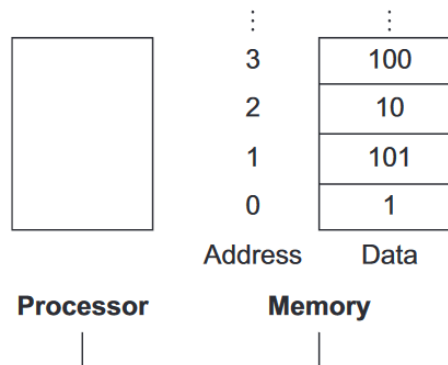 ⋮ ⋮
3 100
2 10
1 101
0 1
Address Data
Processor Memory